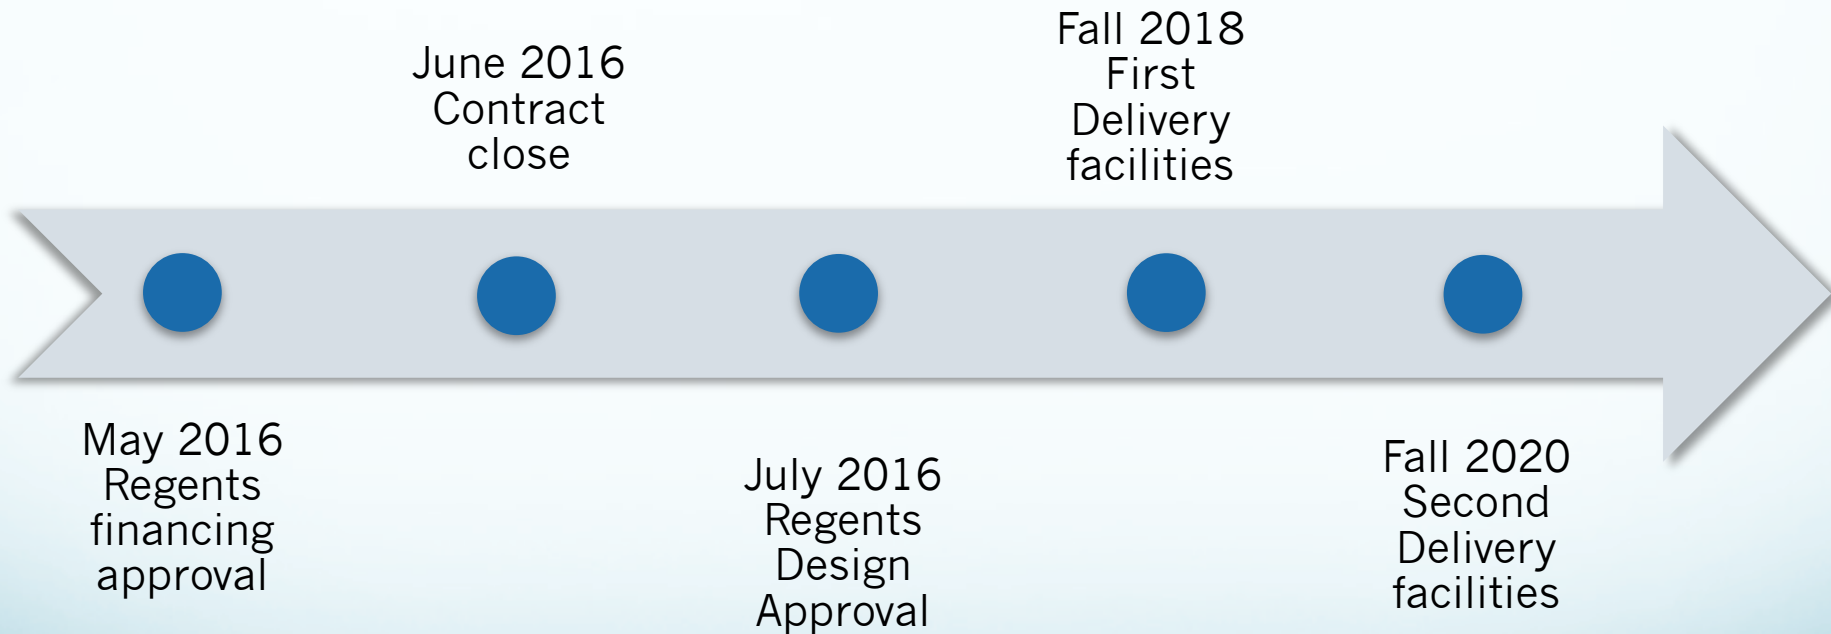 May 2016
Regents
financing
approval
June 2016
Contract
close
July 2016
Regents
Design
Approval
Fall 2018
First
Delivery
facilities
Fall 2020
Second
Delivery
facilities